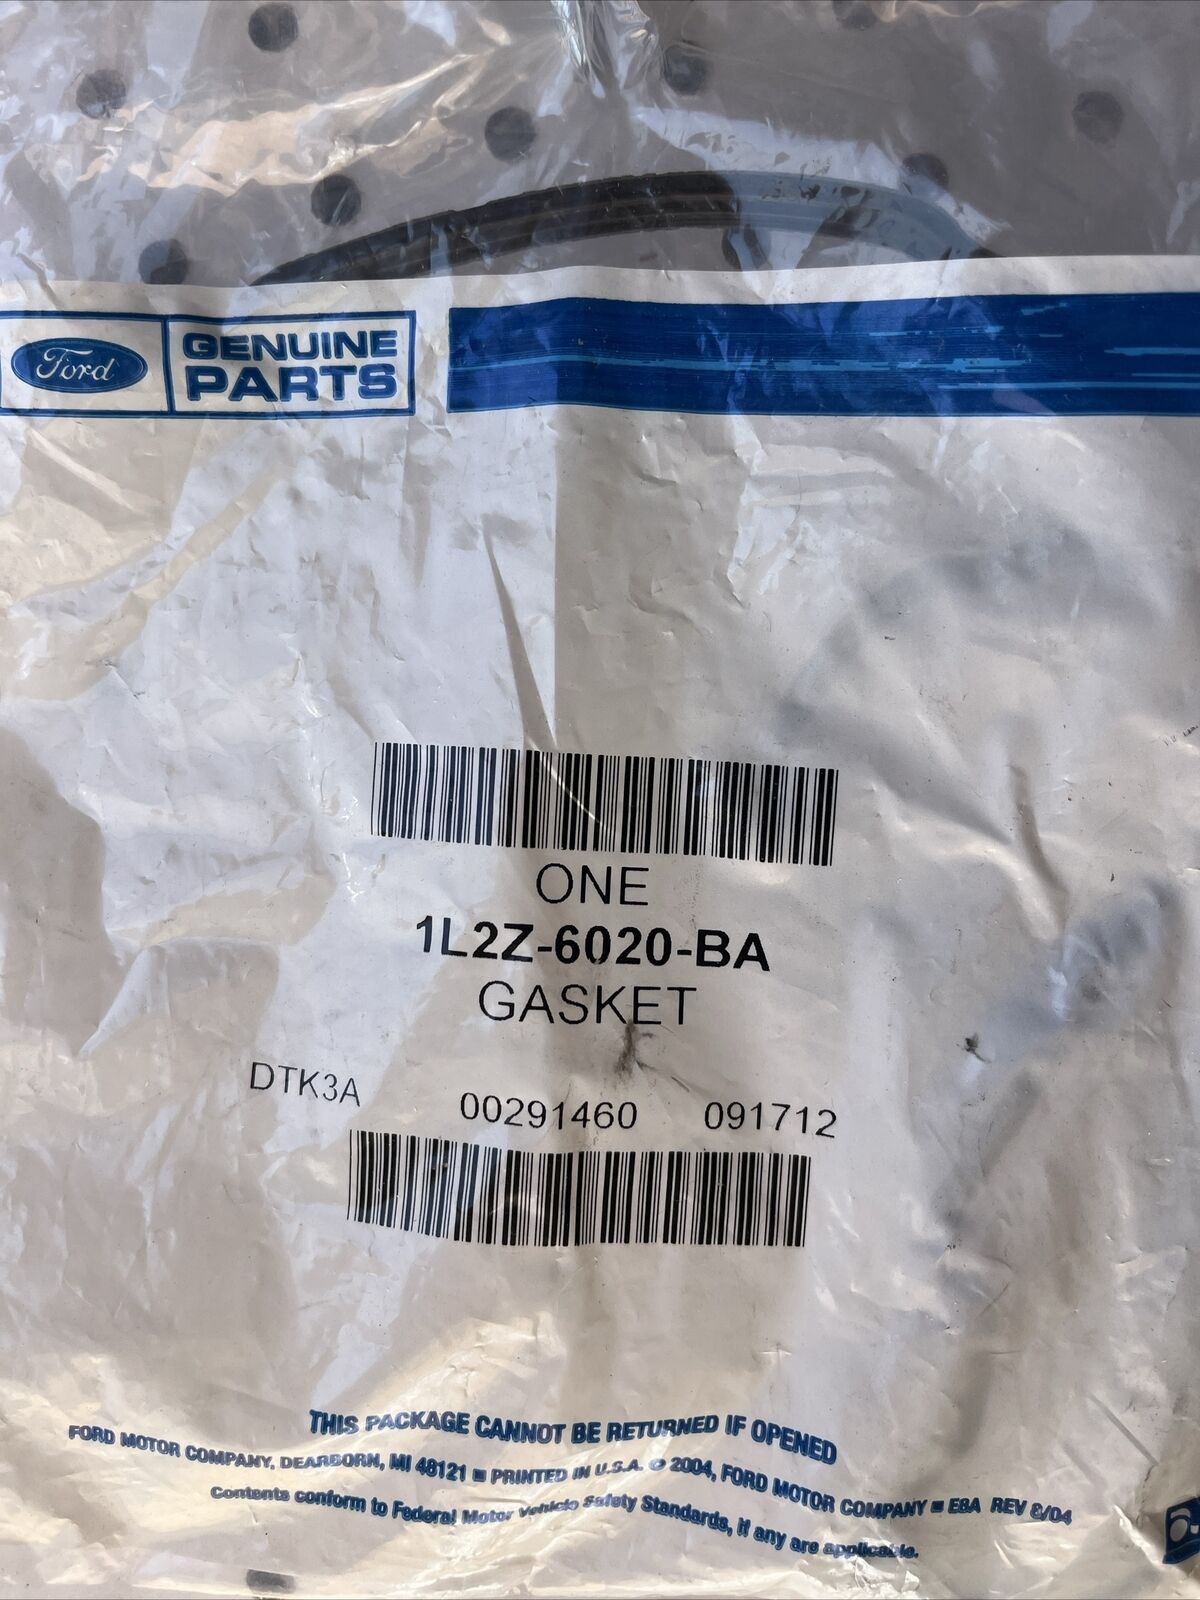 Ford
GENUINE
PARTS
ONE
1L2Z-6020-BA
GASKET
DTK3A 00291460 091712
THIS PACKAGE CANNOT BE RETURNED IF OPENED
FORD MOTOR COMPANY, DEARBORN, MI 48121 ■ PRINTED IN U.S.A. © 2004, FORD MOTOR COMPANY ■ E8A REV 8/04
Contents conform to Federal Motor Vehicle Safety Standards, if any are applicable.